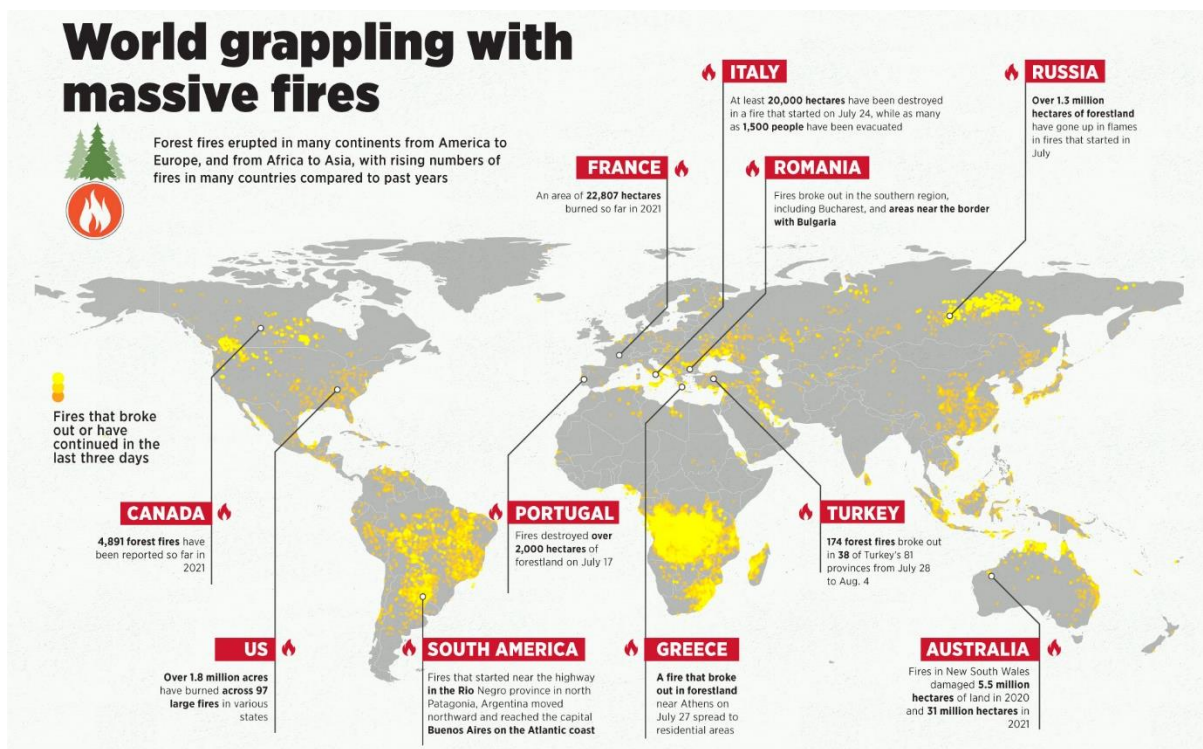 World grappling with
massive fires
Forest fires erupted in many continents from America to
Europe, and from Africa to Asia, with rising numbers of
fires in many countries compared to past years
ITALY
At least 20,000 hectares have been destroyed
in a fire that started on July 24, while as many
as 1,500 people have been evacuated
RUSSIA
Over 1.3 million
hectares of forestland
have gone up in flames
in fires that started in
July
FRANCE
An area of 22,807 hectares
burned so far in 2021
ROMANIA
Fires broke out in the southern region,
including Bucharest, and areas near the border
with Bulgaria
Fires that broke
out or have
continued in the
last three days
CANADA
4,891 forest fires have
been reported so far in
2021
PORTUGAL
Fires destroyed over
2,000 hectares of
forestland on July 17
TURKEY
174 forest fires broke out
in 38 of Turkey's 81
provinces from July 28
to Aug. 4
US
Over 1.8 million acres
have burned across 97
large fires in various
states
SOUTH AMERICA
Fires that started near the highway
in the Rio Negro province in north
Patagonia, Argentina moved
northward and reached the capital
Buenos Aires on the Atlantic coast
GREECE
A fire that broke
out in forestland
near Athens on
July 27 spread to
residential areas
AUSTRALIA
Fires in New South Wales
damaged 5.5 million
hectares of land in 2020
and 31 million hectares in
2021